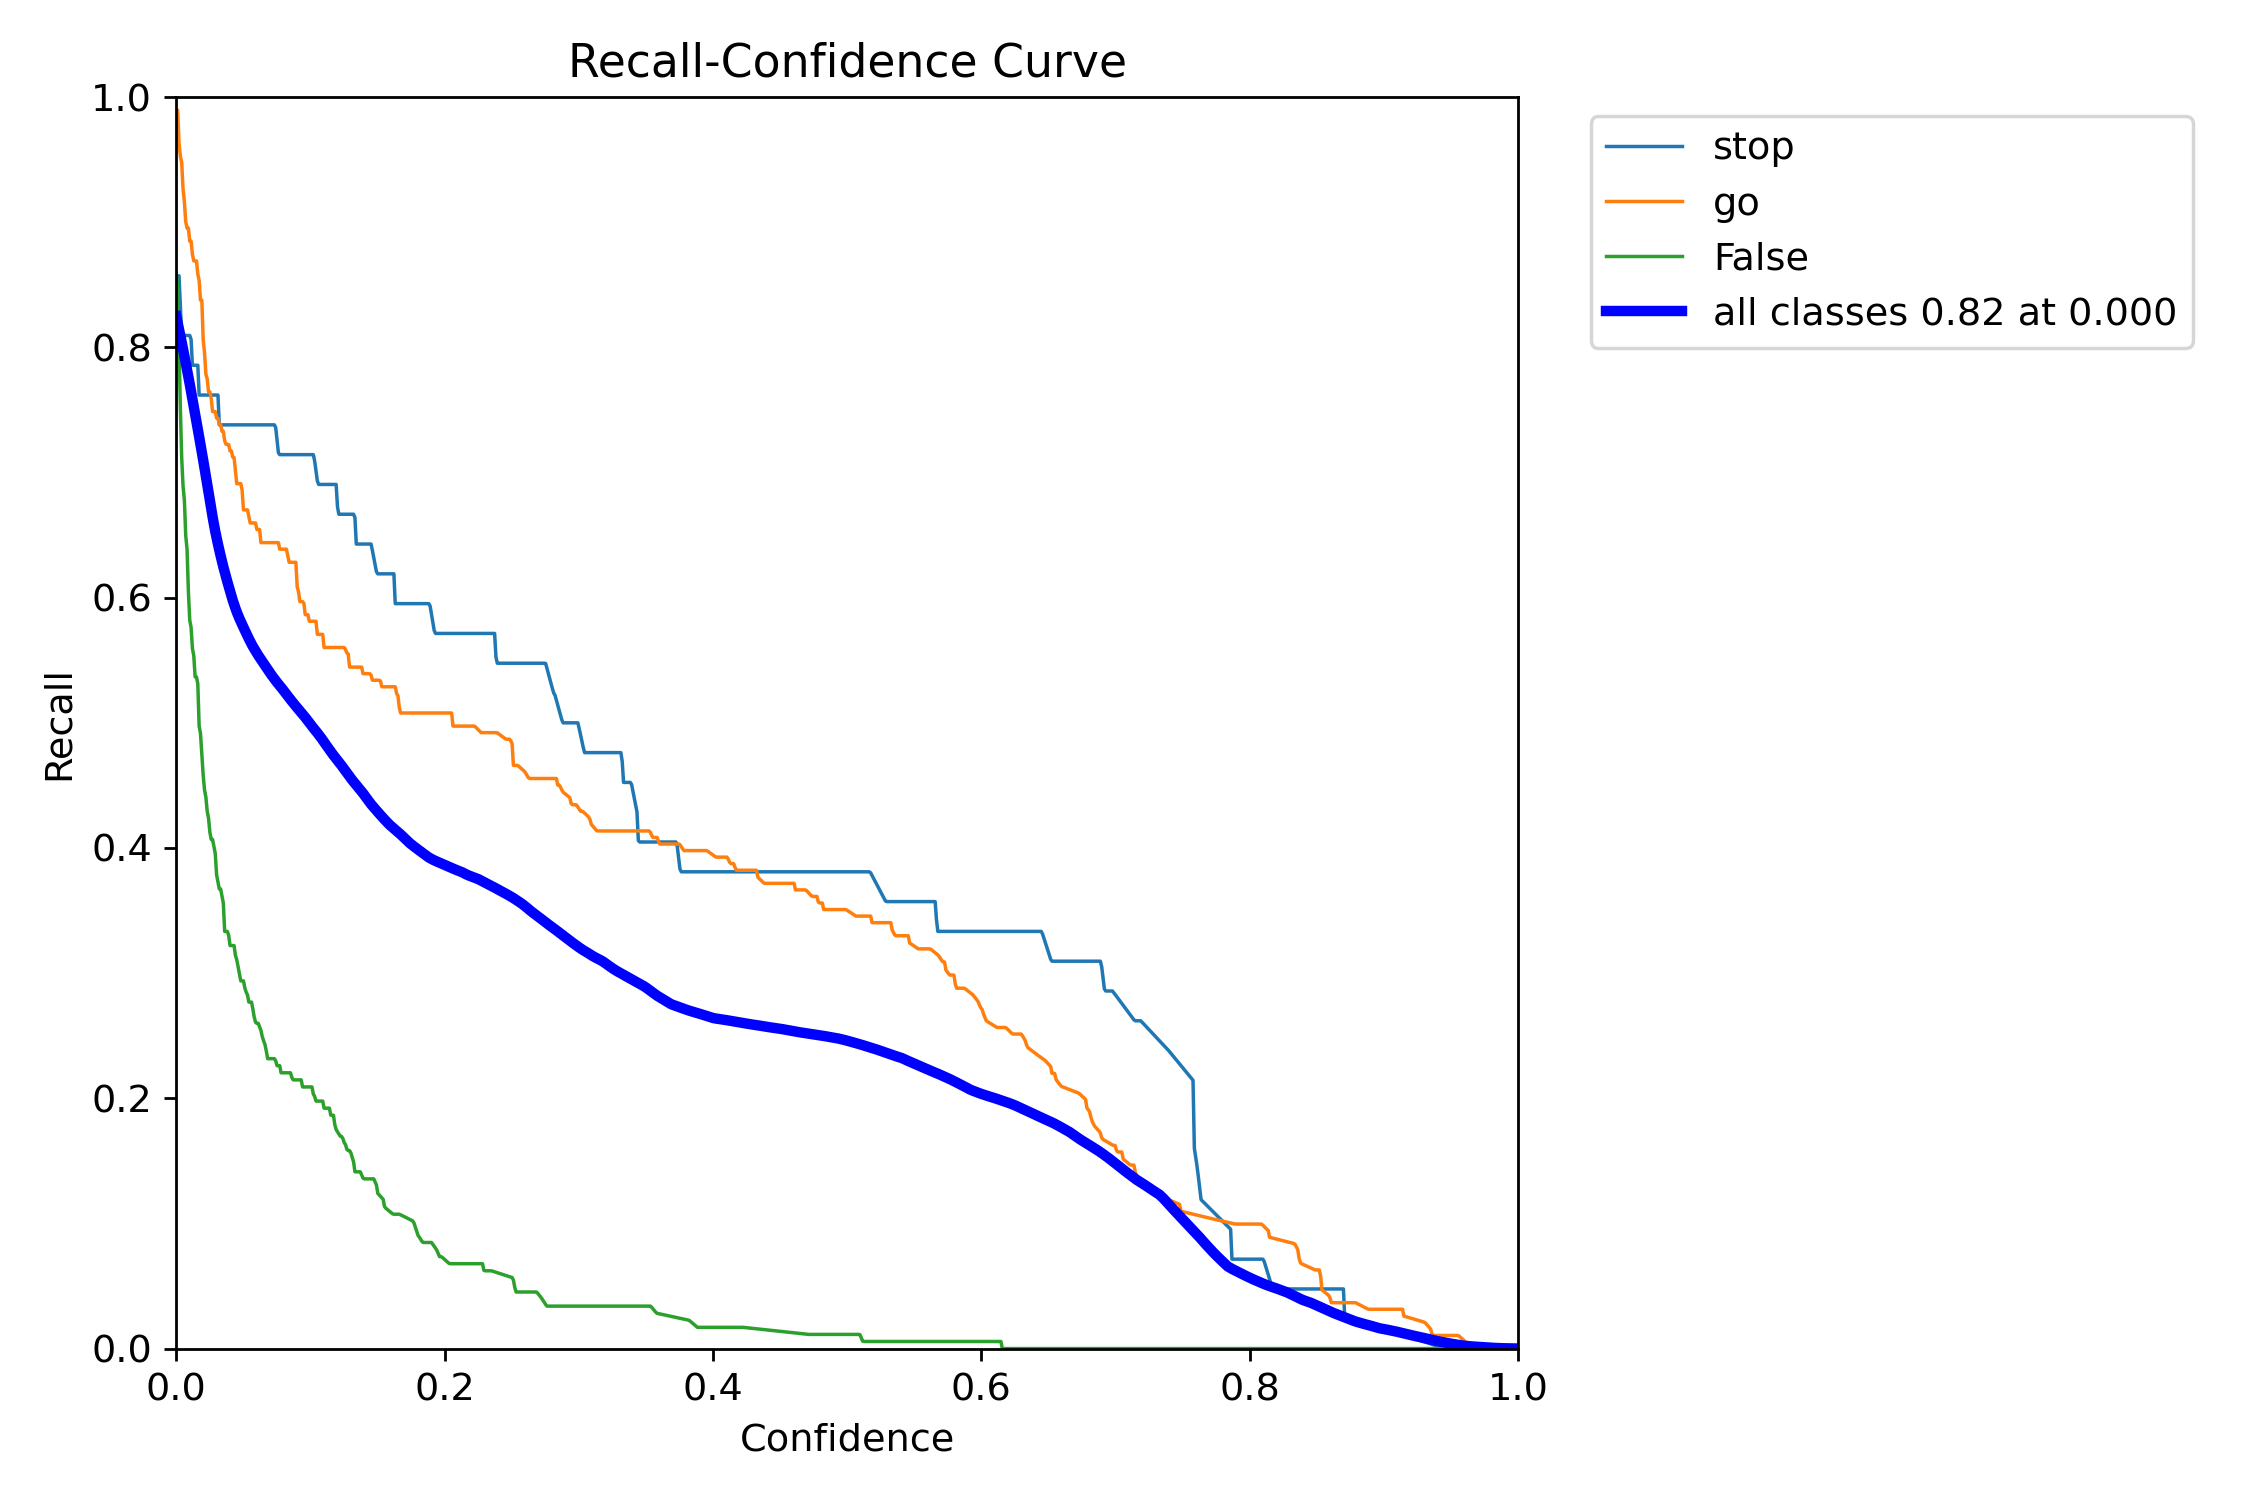 Recall-Confidence Curve
stop
go
False
all classes 0.82 at 0.000
1.0
0.8
0.6
0.4
0.2
0.0
Recall
0.0 0.2 0.4 0.6 0.8 1.0
Confidence